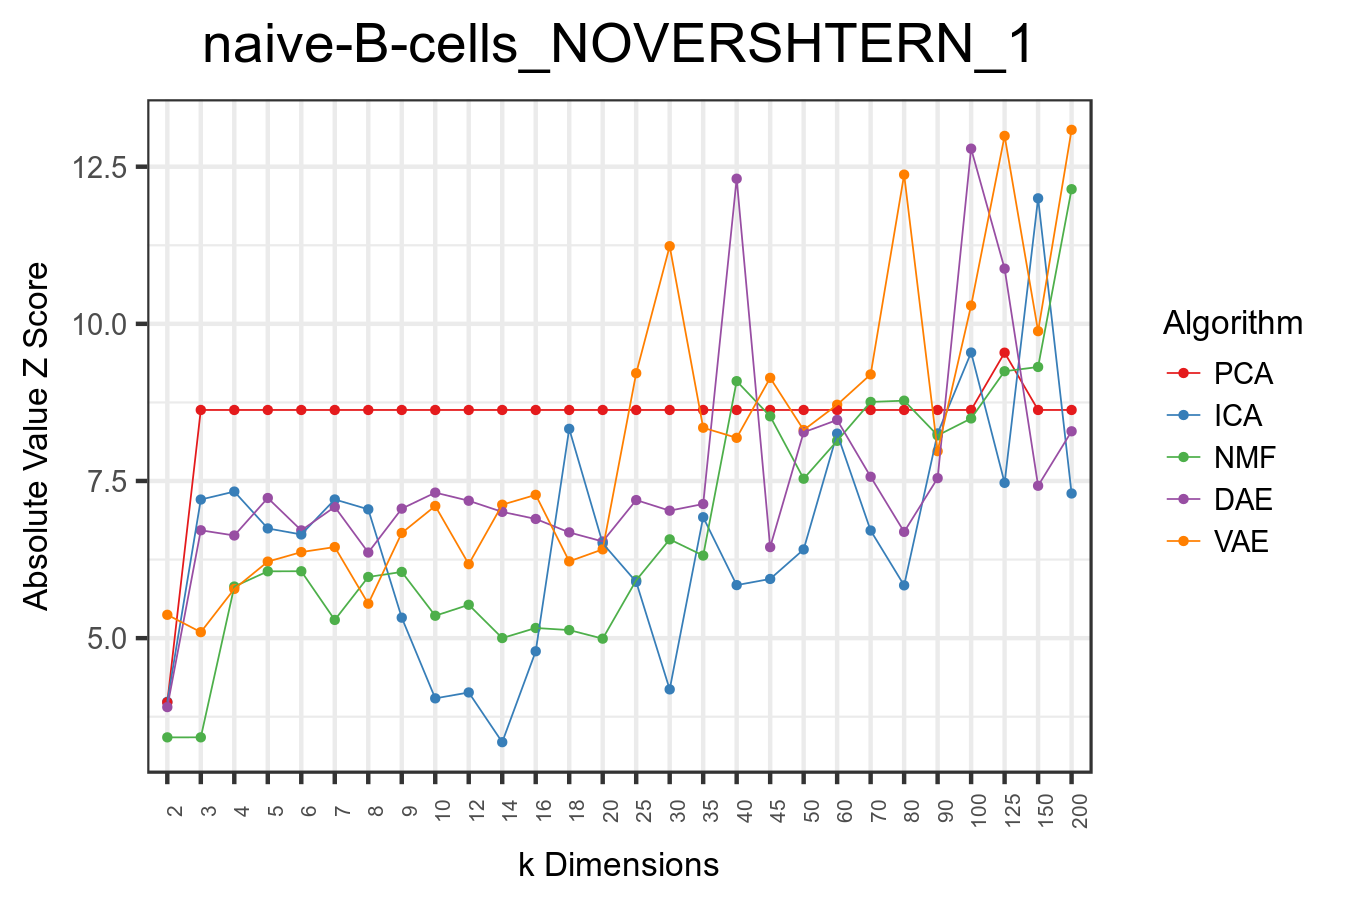 naive-B-cells_NOVERSHTERN_1
12.5
10.0
7.5
5.0
Absolute Value Z Score
2 3 4 5 6 7 8 9 10 12 14 16 18 20 25 30 35 40 45 50 60 70 80 90 100 125 150 200
k Dimensions
Algorithm
PCA
ICA
NMF
DAE
VAE